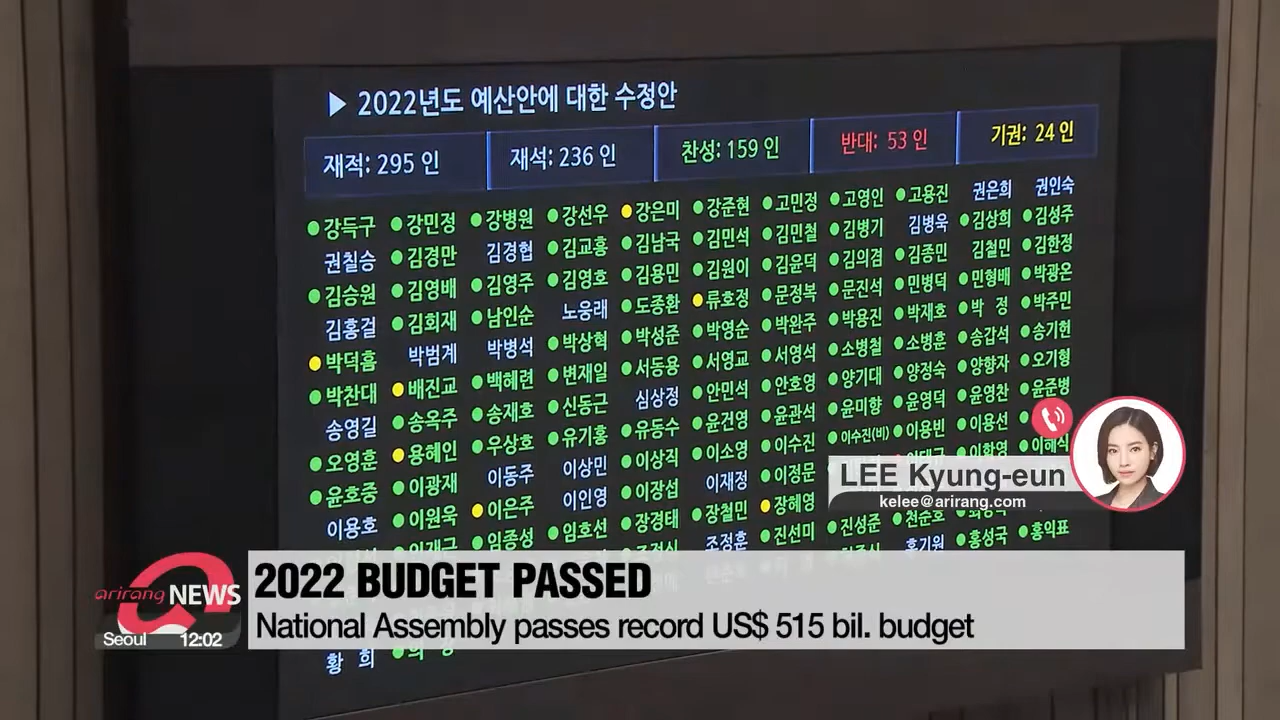 ▶ 2022년도 예산안에 대한 수정안
재적: 295 인 재석: 236 인 찬성: 159 인 반대: 53 인 기권: 24 인
강득구 강민정 강병원 강선우 강은미 강준현 고민정 고영인 고용진 권은희 권인숙
권칠승 김경만 김경협 김교흥 김남국 김민석 김민철 김병기 김병욱 김상희 김성주
김승원 김영배 김영주 김영호 김용민 김원이 김윤덕 김의겸 김종민 김철민 김한정
김홍걸 김회재 남인순 노웅래 도종환 류호정 문정복 문진석 민병덕 민형배 박광온
박덕흠 박범계 박병석 박상혁 박성준 박영순 박완주 박용진 박재호 박 정 박주민
박찬대 배진교 백혜련 변재일 서동용 서영교 서영석 소병철 소병훈 송갑석 송기헌
송영길 송옥주 송재호 신동근 심상정 안민석 안호영 양기대 양정숙 양향자 오기형
오영훈 용혜인 우상호 유기홍 유동수 윤건영 윤관석 윤미향 윤영덕 윤영찬 윤준병
윤호중 이광재 이동주 이상민 이상직 이소영 이수진 이수진(비) 이용빈 이용선
이용호 이원욱 이은주 이인영 이장섭 이재정 이정문
임종성 임호선 장경태 장철민 장혜영
조정훈 진선미 진성준 천준호
홍기원 홍성국 홍익표
황 희
LEE Kyung-eun
kelee@arirang.com
arirang NEWS
Seoul 12:02
2022 BUDGET PASSED
National Assembly passes record US$ 515 bil. budget